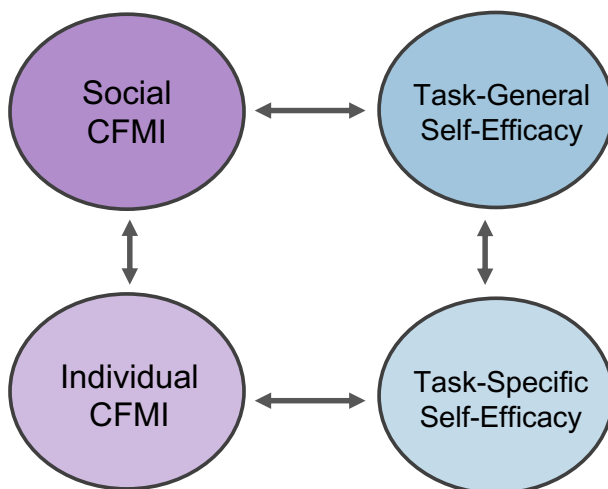 Social
CFMI
Task-General
Self-Efficacy
Individual
CFMI
Task-Specific
Self-Efficacy